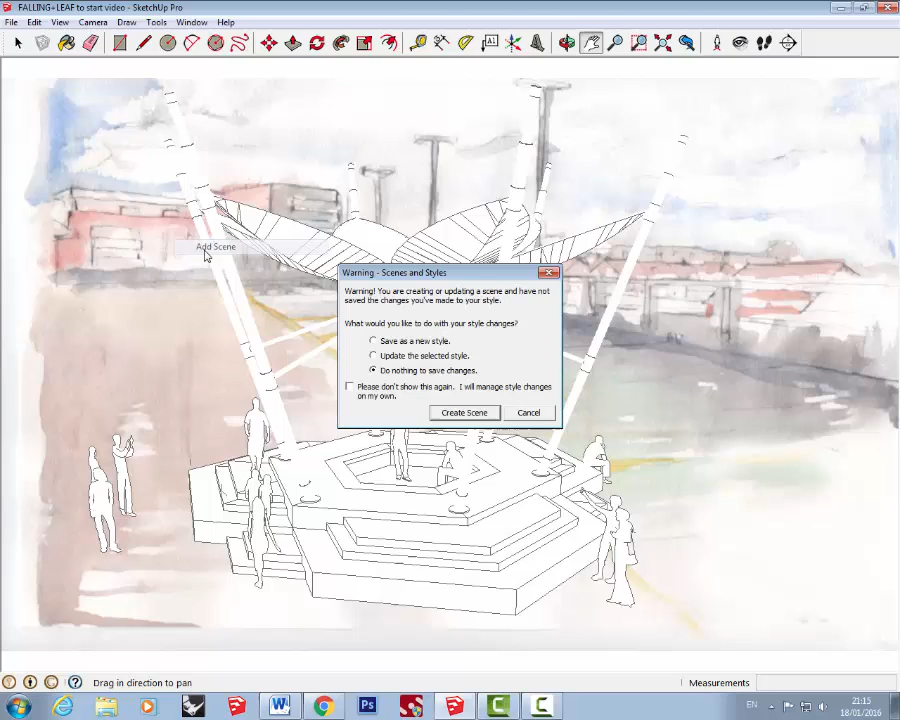 FALLING+LEAF to start video - SketchUp Pro
File Edit View Camera Draw Tools Window Help
Add Scene
Warning - Scenes and Styles
Warning! You are creating or updating a scene and have not
saved the changes you've made to your style.
What would you like to do with your style changes?
Save as a new style.
Update the selected style.
Do nothing to save changes.
Please don't show this again. I will manage style changes
on my own.
Create Scene Cancel
Drag in direction to pan
Measurements
EN
21:15
18/01/2016